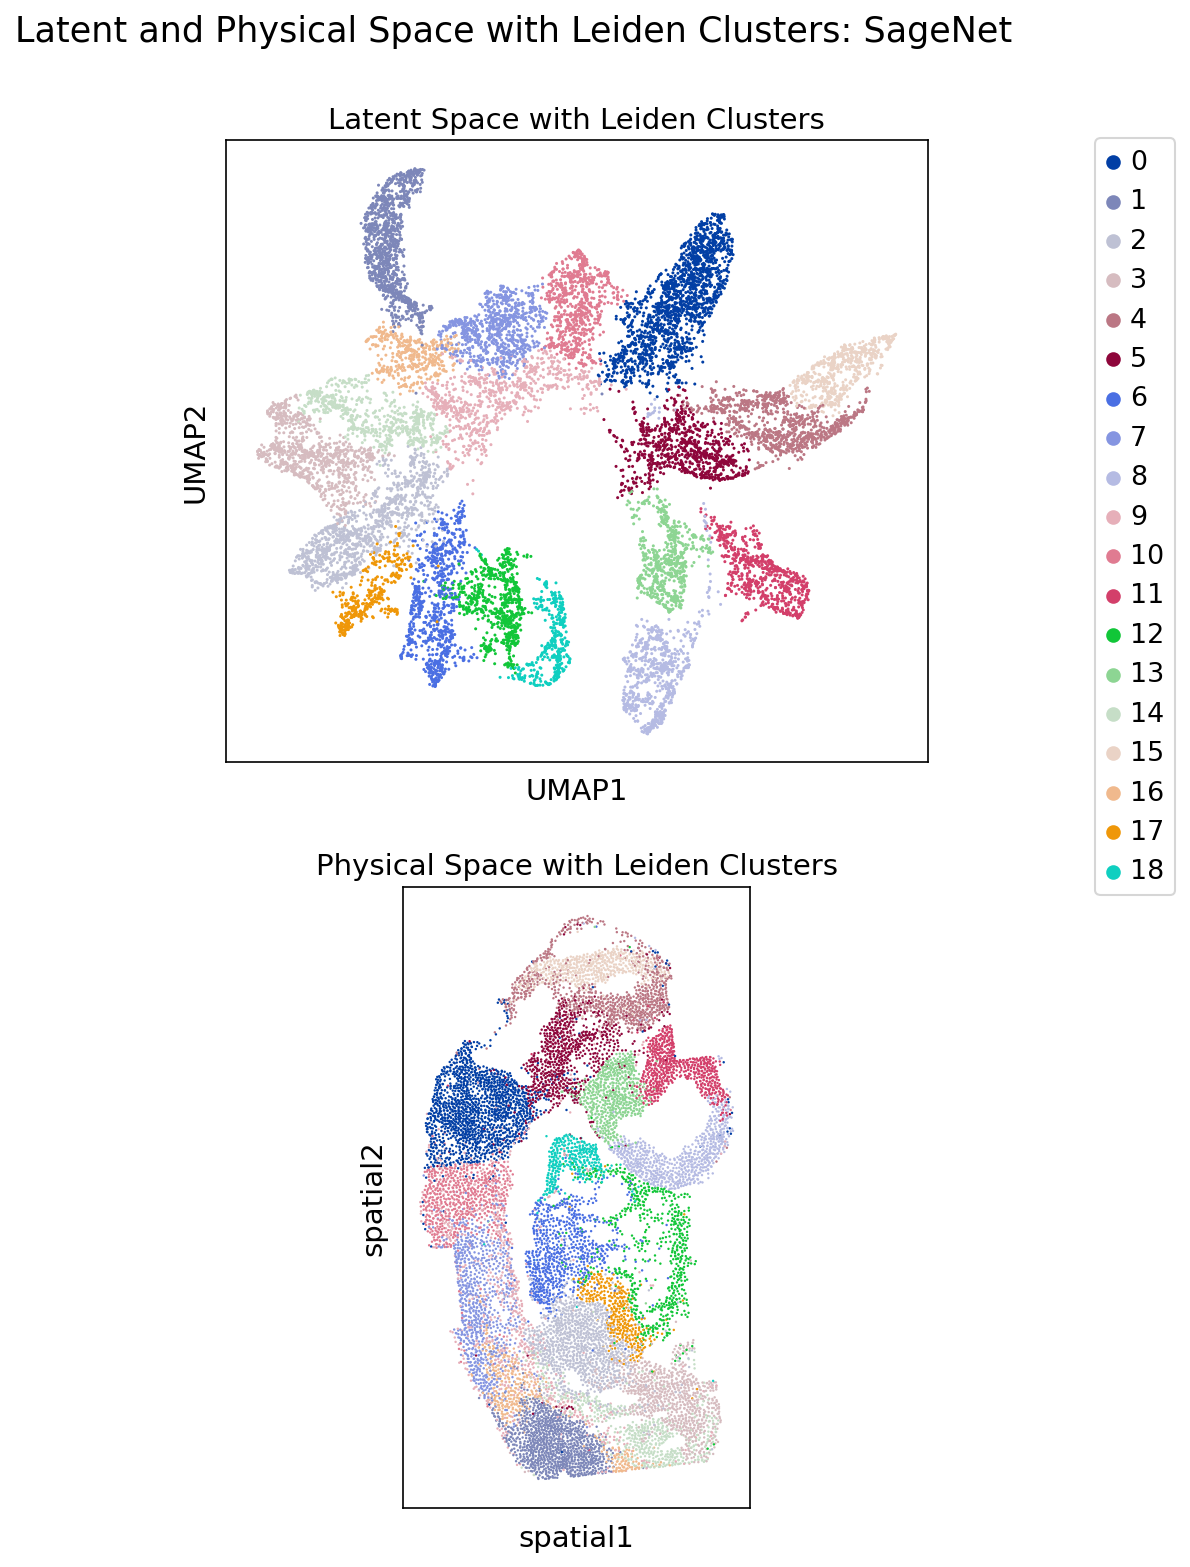 Latent and Physical Space with Leiden Clusters: SageNet
Latent Space with Leiden Clusters
UMAP2
UMAP1
0
1
2
3
4
5
6
7
8
9
10
11
12
13
14
15
16
17
18
Physical Space with Leiden Clusters
spatial2
spatial1